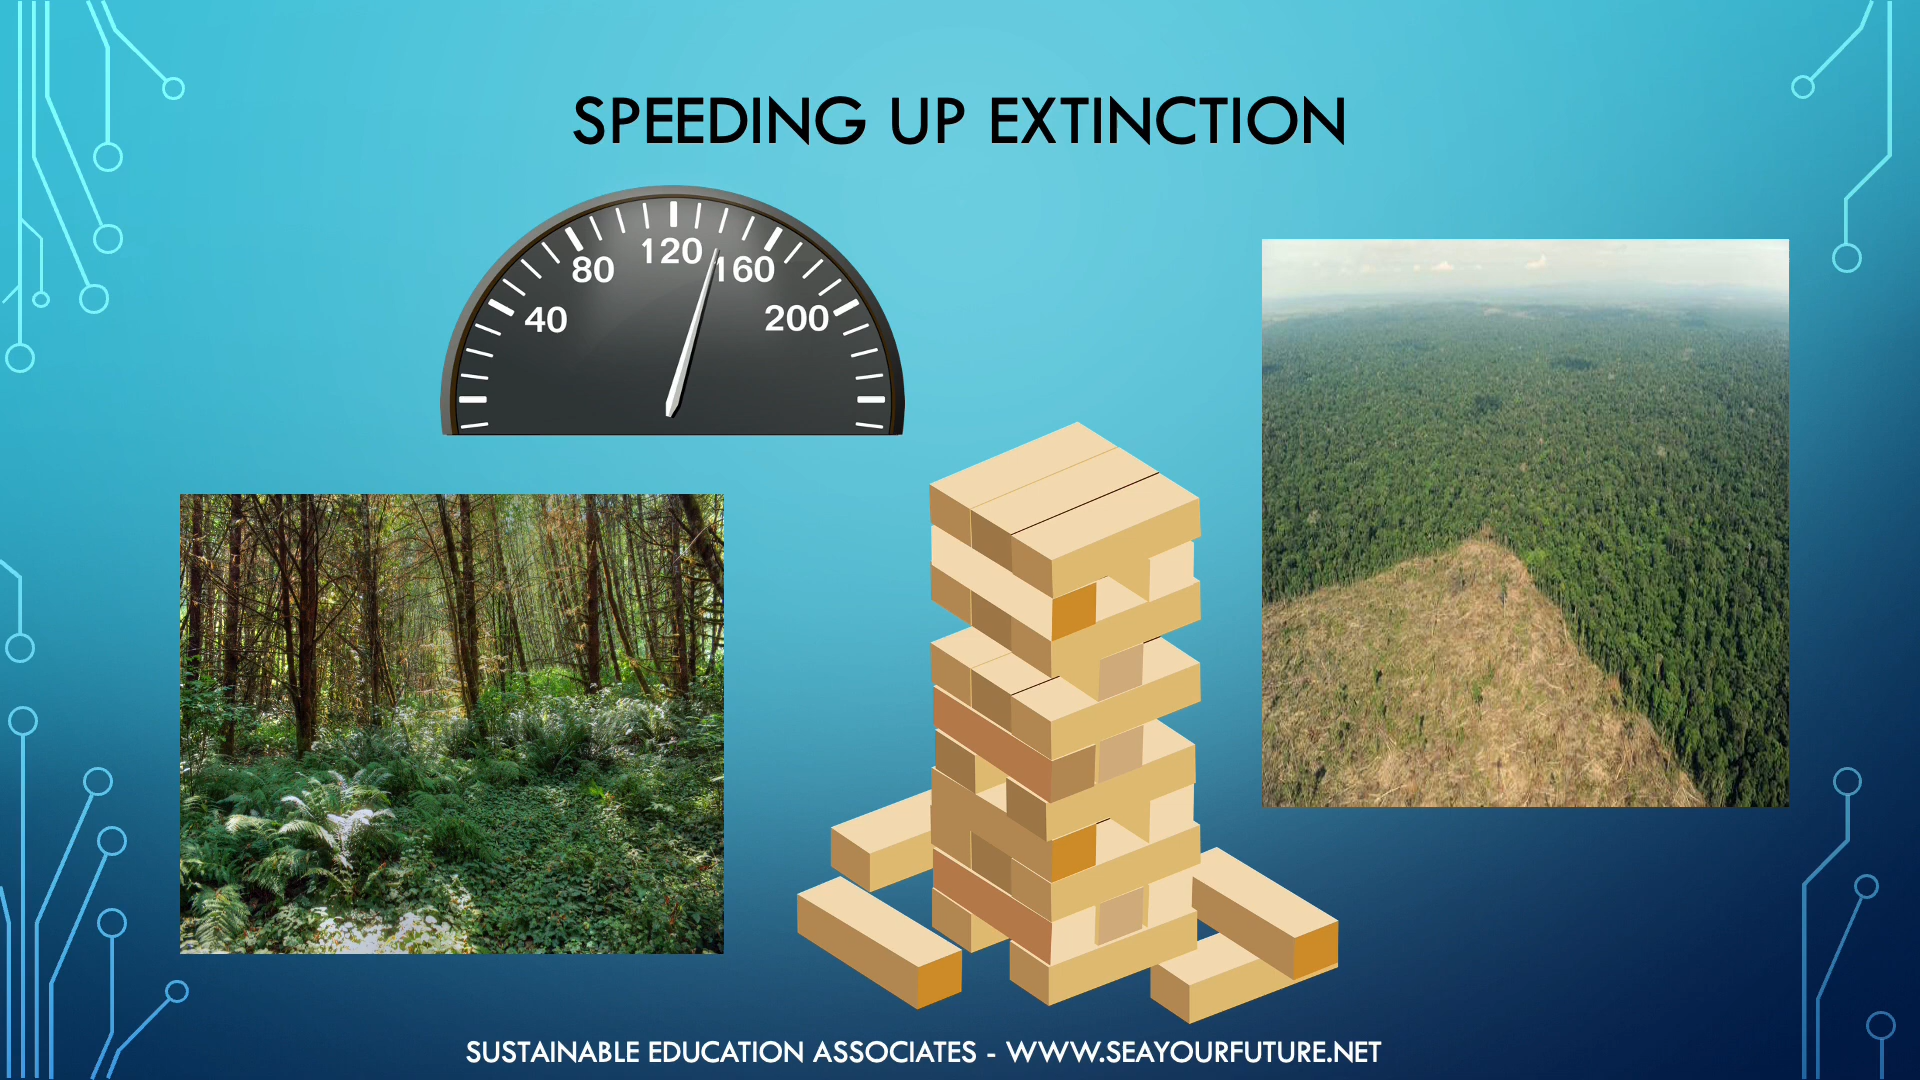 SPEEDING UP EXTINCTION
40 80 120 160 200
SUSTAINABLE EDUCATION ASSOCIATES - WWW.SEAYOURFUTURE.NET